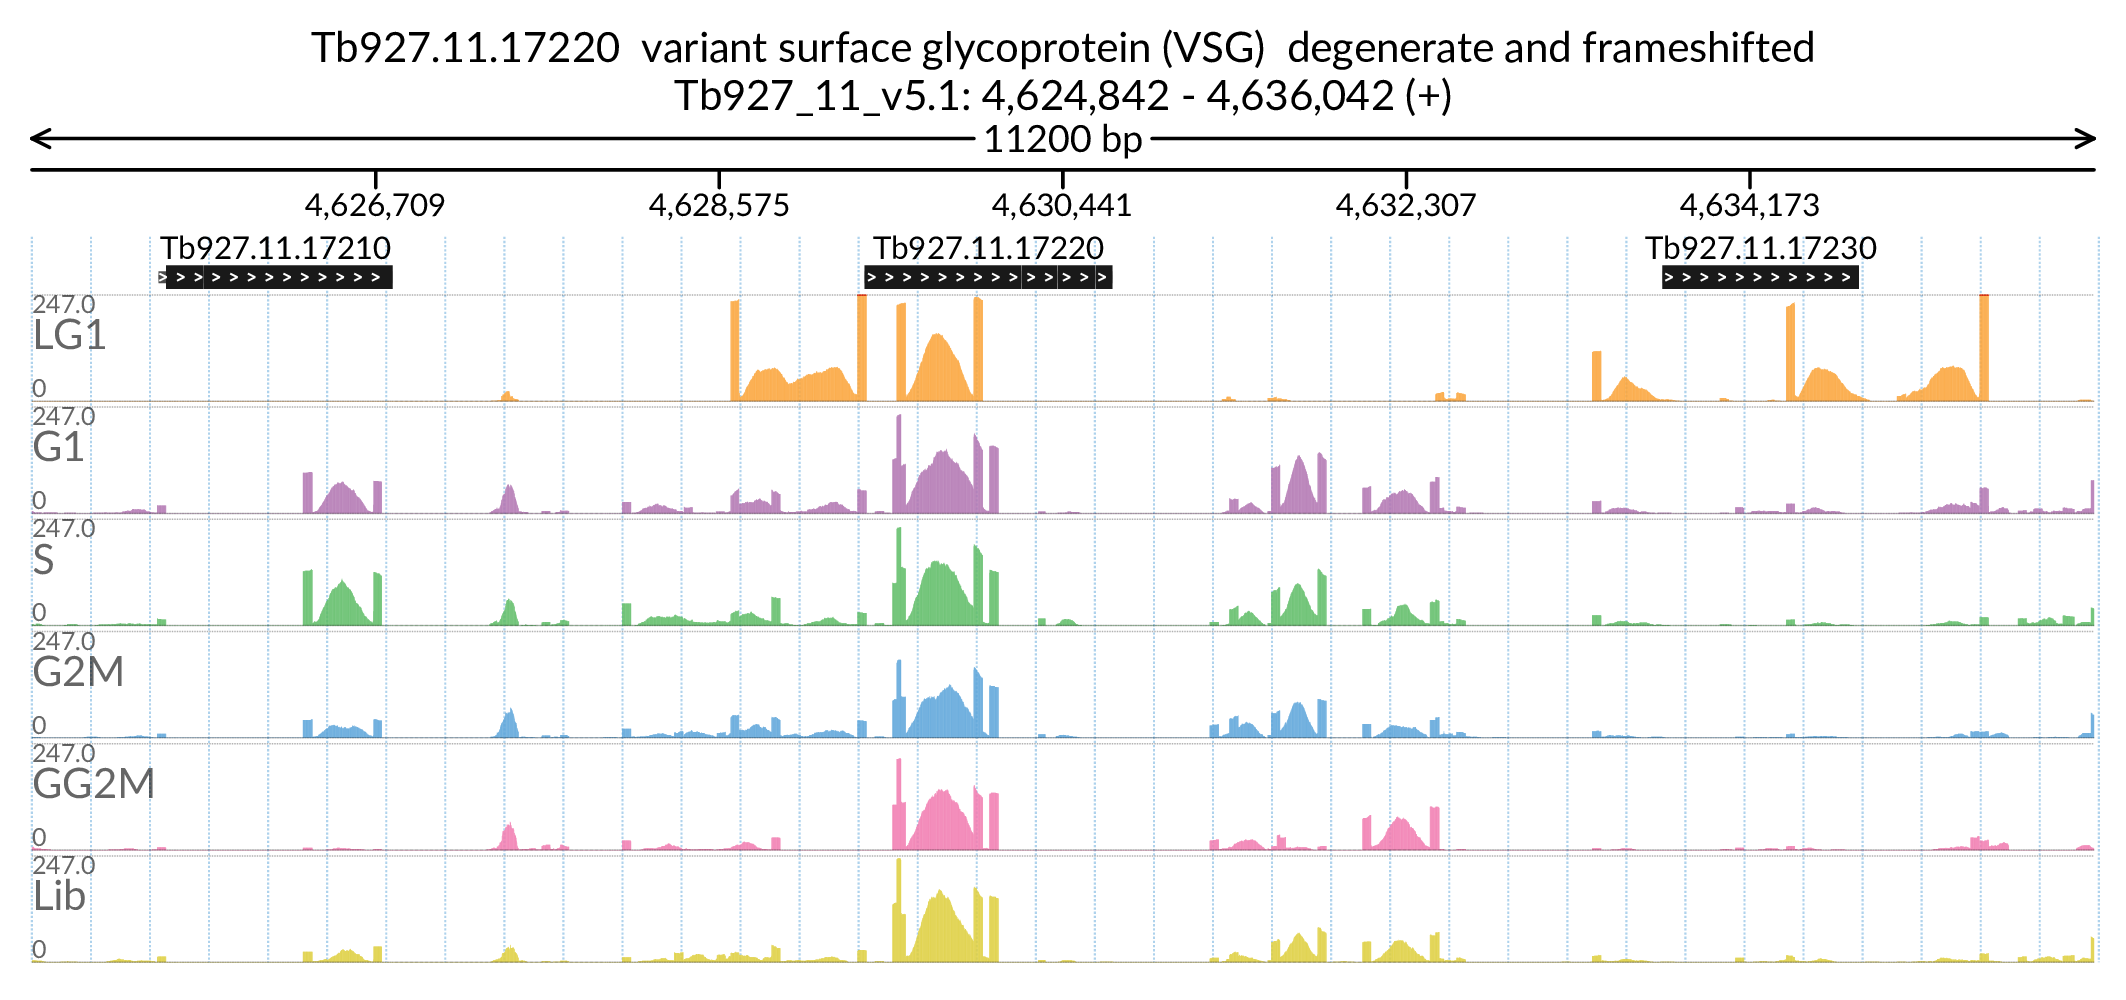 Tb927.11.17220  variant surface glycoprotein (VSG)  degenerate and frameshifted
Tb927_11_v5.1: 4,624,842 - 4,636,042 (+)
11200 bp
4,626,709 4,628,575 4,630,441 4,632,307 4,634,173
Tb927.11.17210 Tb927.11.17220 Tb927.11.17230
247.0
LG1
0
247.0
G1
0
247.0
S
0
247.0
G2M
0
247.0
GG2M
0
247.0
Lib
0